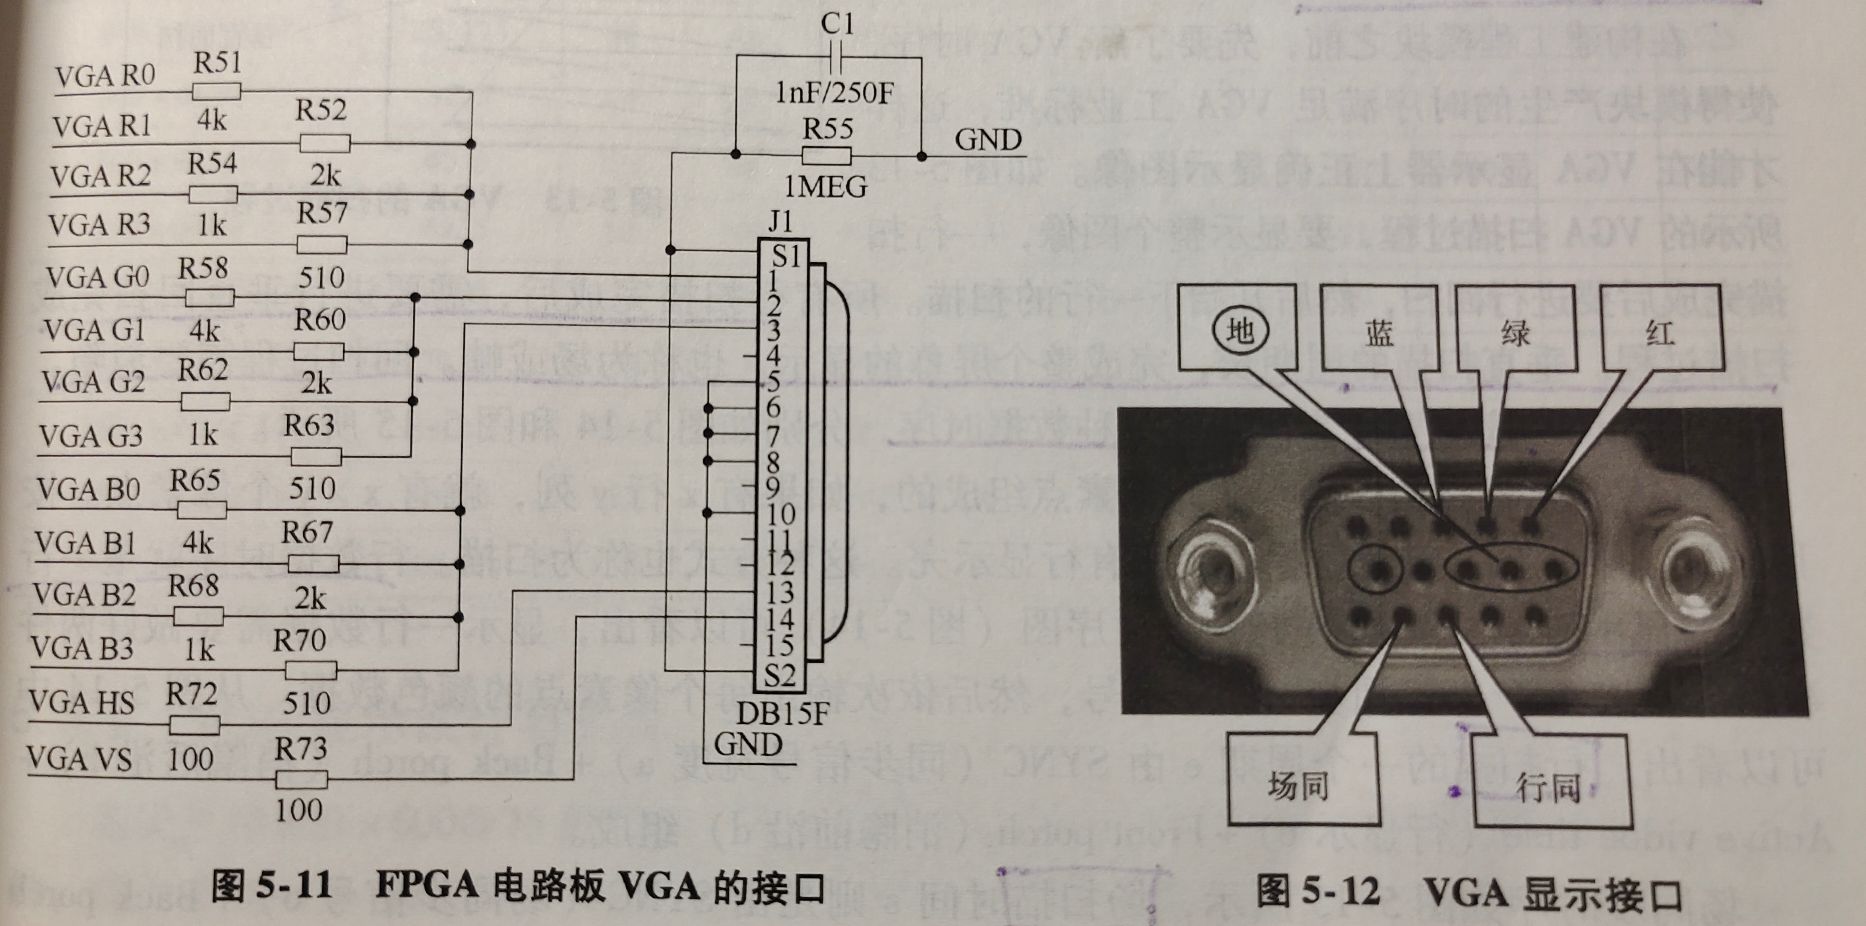 C1
1nF/250F
R55
1MEG
GND
VGA R0
R51
4k
VGA R1
R52
2k
VGA R2
R54
1k
VGA R3
R57
510
VGA G0
R58
4k
VGA G1
R60
2k
VGA G2
R62
1k
VGA G3
R63
510
VGA B0
R65
4k
VGA B1
R67
2k
VGA B2
R68
1k
VGA B3
R70
510
VGA HS
R72
100
VGA VS
R73
100
J1
S1
1
2
3
4
5
6
7
8
9
10
11
12
13
14
15
S2
DB15F
GND
图 5-11 FPGA 电路板 VGA 的接口
地
蓝
绿
红
场同
行同
图 5-12 VGA 显示接口